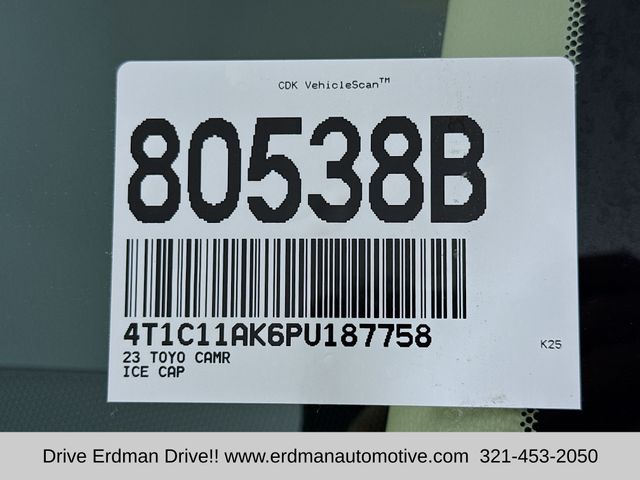 CDK VehicleScan™
80538B
4T1C11AK6PU187758
23 TOYO CAMR
ICE CAP
K25
Drive Erdman Drive!! www.erdmanautomotive.com 321-453-2050